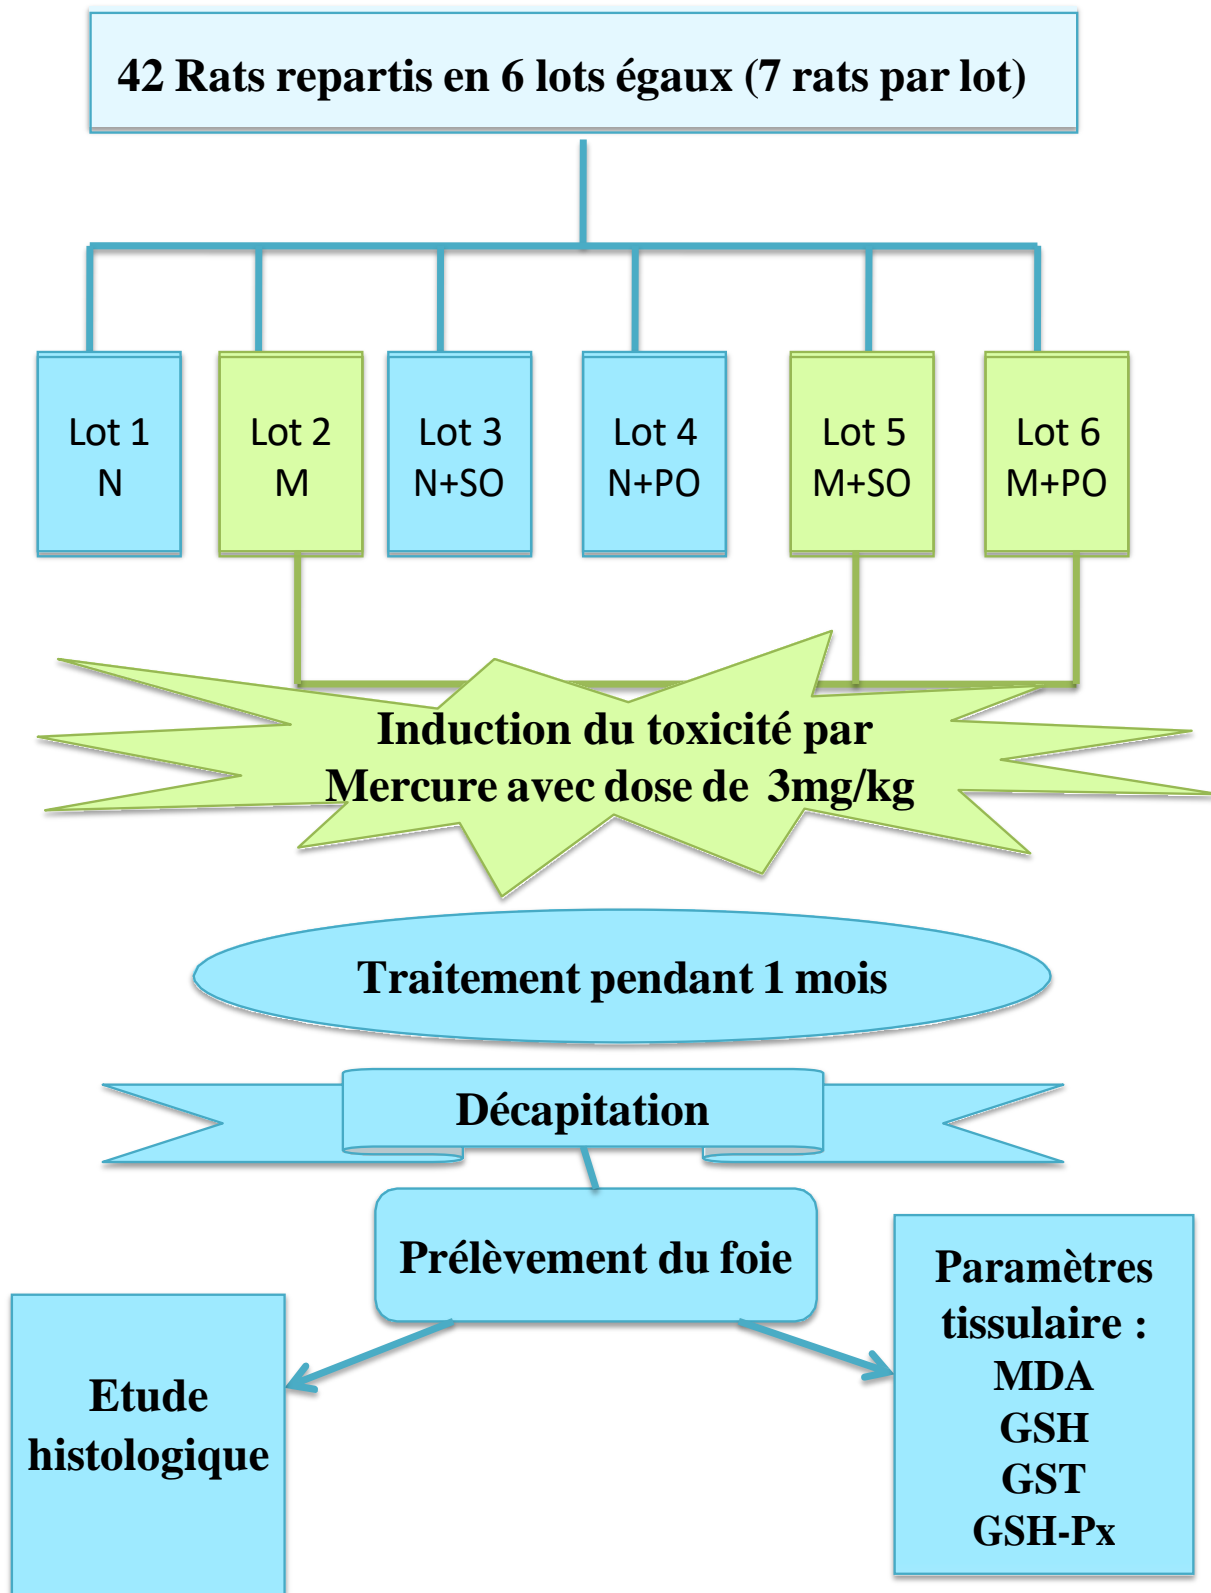 42 Rats repartis en 6 lots égaux (7 rats par lot)
Lot 1
N
Lot 2
M
Lot 3
N+SO
Lot 4
N+PO
Lot 5
M+SO
Lot 6
M+PO
Induction du toxicité par
Mercure avec dose de 3mg/kg
Traitement pendant 1 mois
Décapitation
Prélèvement du foie
Etude
histologique
Paramètres
tissulaire :
MDA
GSH
GST
GSH-Px